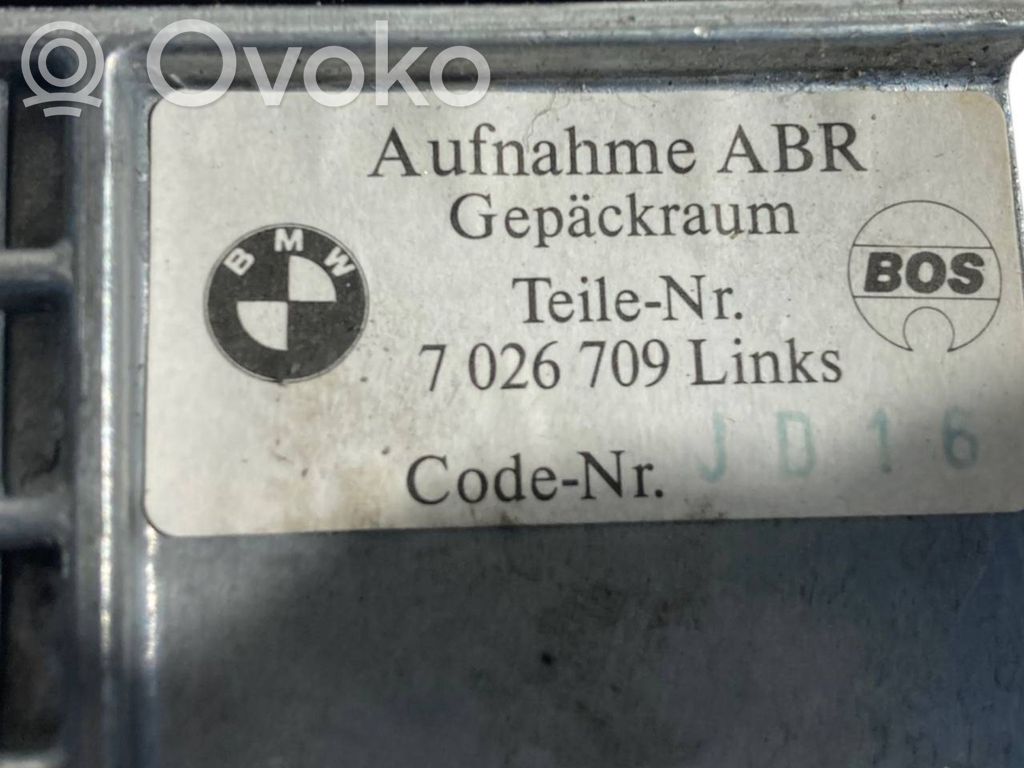 Ovoko
Aufnahme ABR
Gepäckraum
BMW
BOS
Teile-Nr.
7 026 709 Links
Code-Nr. JD16